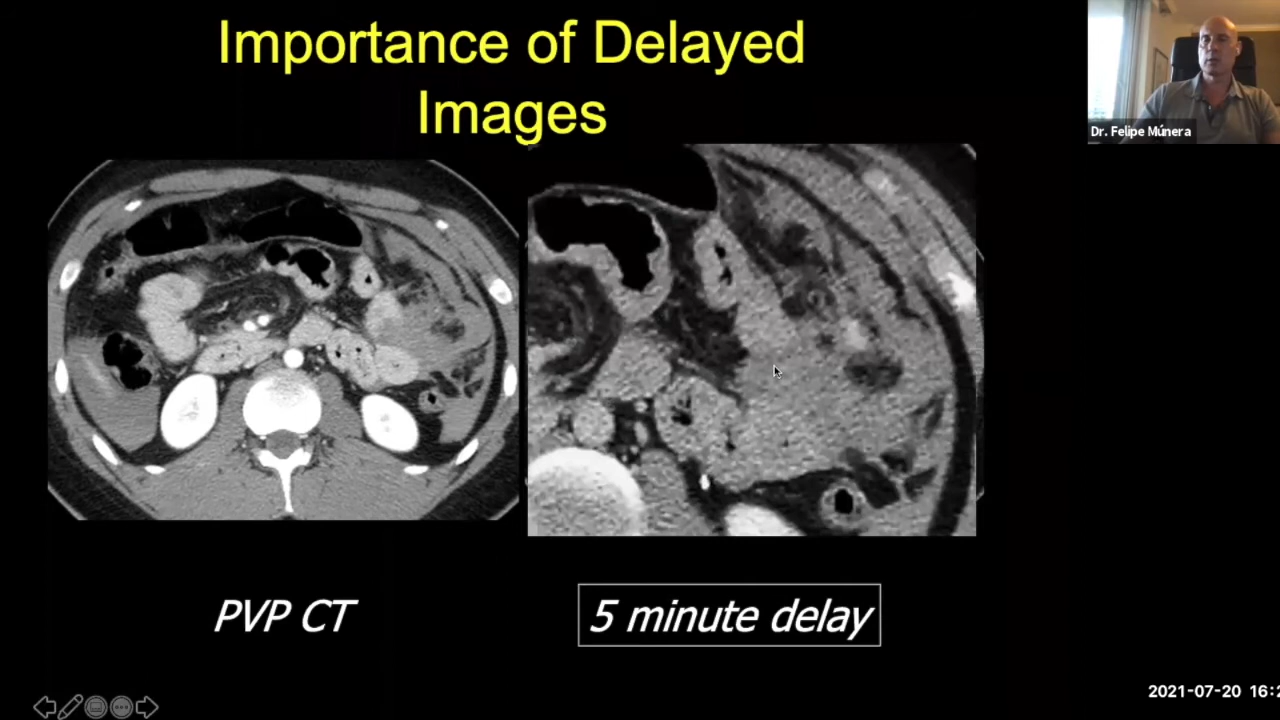 Importance of Delayed
Images
Dr. Felipe Múnera
PVP CT
5 minute delay
2021-07-20 16:2